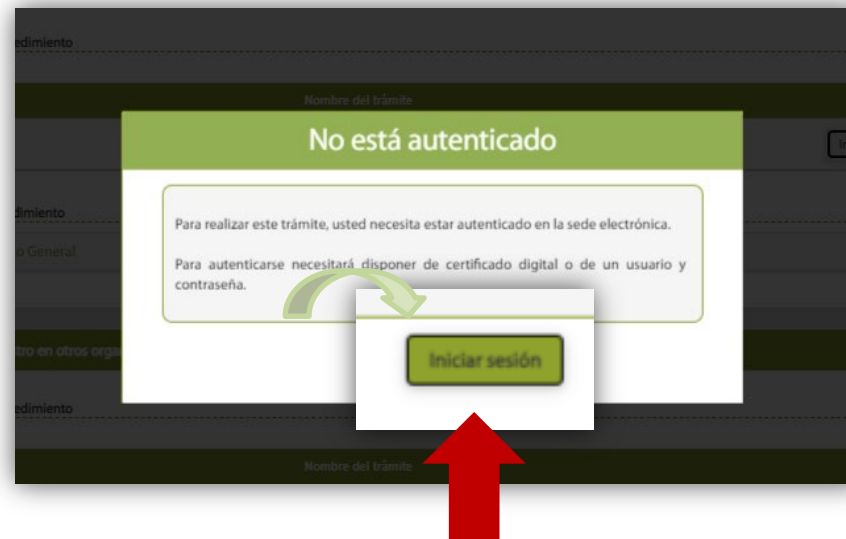 edimiento
Nombre del trámite
No está autenticado
In
dimiento
Para realizar este trámite, usted necesita estar autenticado en la sede electrónica.
o General
Para autenticarse necesitará disponer de certificado digital o de un usuario y
contraseña.
Iniciar sesión
tro en otros orga
edimiento
Nombre del trámite